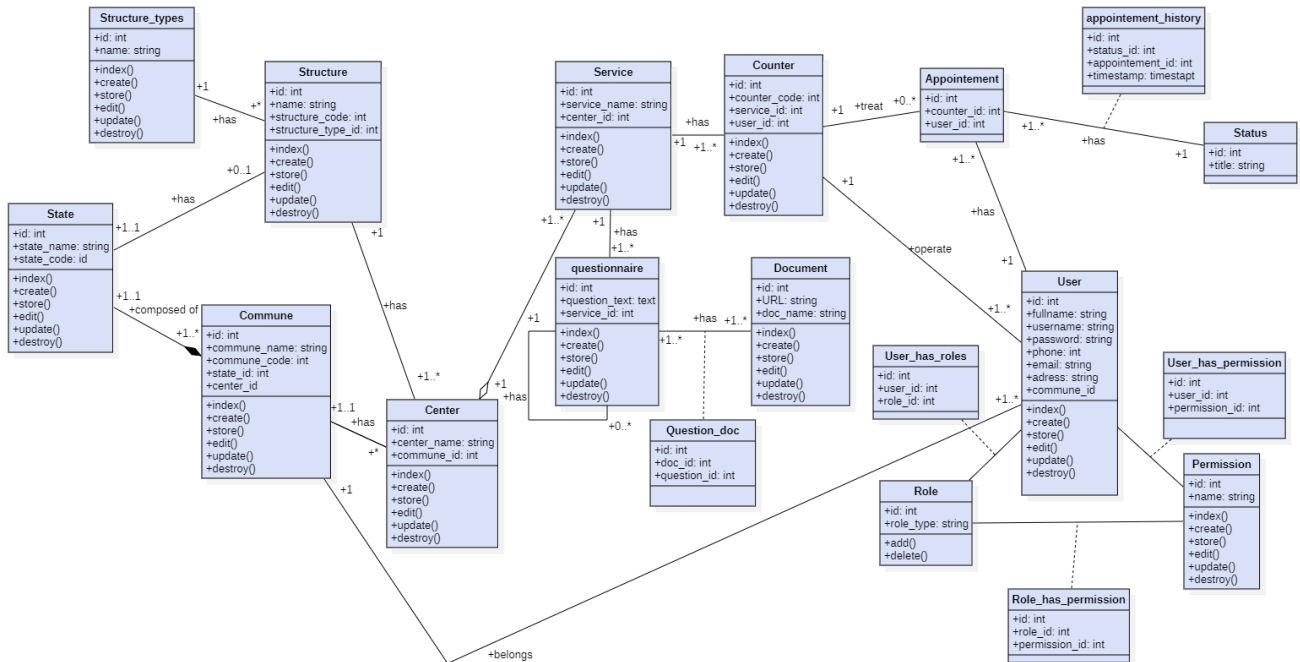 Structure_types
+id: int
+name: string
+index()
+create()
+store()
+edit()
+update()
+destroy()
+1
+*
+has
Structure
+id: int
+name: string
+structure_code: int
+structure_type_id: int
+index()
+create()
+store()
+edit()
+update()
+destroy()
+0..1
+has
+1..1
State
+id: int
+state_name: string
+state_code: id
+index()
+create()
+store()
+edit()
+update()
+destroy()
+1..1
+composed of
+1..*
Commune
+id: int
+commune_name: string
+commune_code: int
+state_id: int
+center_id
+index()
+create()
+store()
+edit()
+update()
+destroy()
+1..1
+has
+*
+1
+1
+has
+1..*
Center
+id: int
+center_name: string
+commune_id: int
+index()
+create()
+store()
+edit()
+update()
+destroy()
+1
+has
+1..*
Service
+id: int
+service_name: string
+center_id: int
+index()
+create()
+store()
+edit()
+update()
+destroy()
+1
+has
+1..*
+has
+1
+1..*
questionnaire
+id: int
+question_text: text
+service_id: int
+index()
+create()
+store()
+edit()
+update()
+destroy()
+1
+0..*
+has
+1..*
+1..*
Document
+id: int
+URL: string
+doc_name: string
+index()
+create()
+store()
+edit()
+update()
+destroy()
Question_doc
+id: int
+doc_id: int
+question_id: int
Counter
+id: int
+counter_code: int
+service_id: int
+user_id: int
+index()
+create()
+store()
+edit()
+update()
+destroy()
+1
+treat
+0..*
+1
+operate
+1..*
Appointement
+id: int
+counter_id: int
+user_id: int
+1..*
+has
+1
+1..*
+has
+1
appointement_history
+id: int
+status_id: int
+appointement_id: int
+timestamp: timestapt
Status
+id: int
+title: string
User
+id: int
+fullname: string
+username: string
+password: string
+phone: int
+email: string
+adress: string
+commune_id
+index()
+create()
+store()
+edit()
+update()
+destroy()
+1..*
User_has_roles
+id: int
+user_id: int
+role_id: int
User_has_permission
+id: int
+user_id: int
+permission_id: int
Role
+id: int
+role_type: string
+add()
+delete()
Permission
+id: int
+name: string
+index()
+create()
+store()
+edit()
+update()
+destroy()
Role_has_permission
+id: int
+role_id: int
+permission_id: int
+belongs